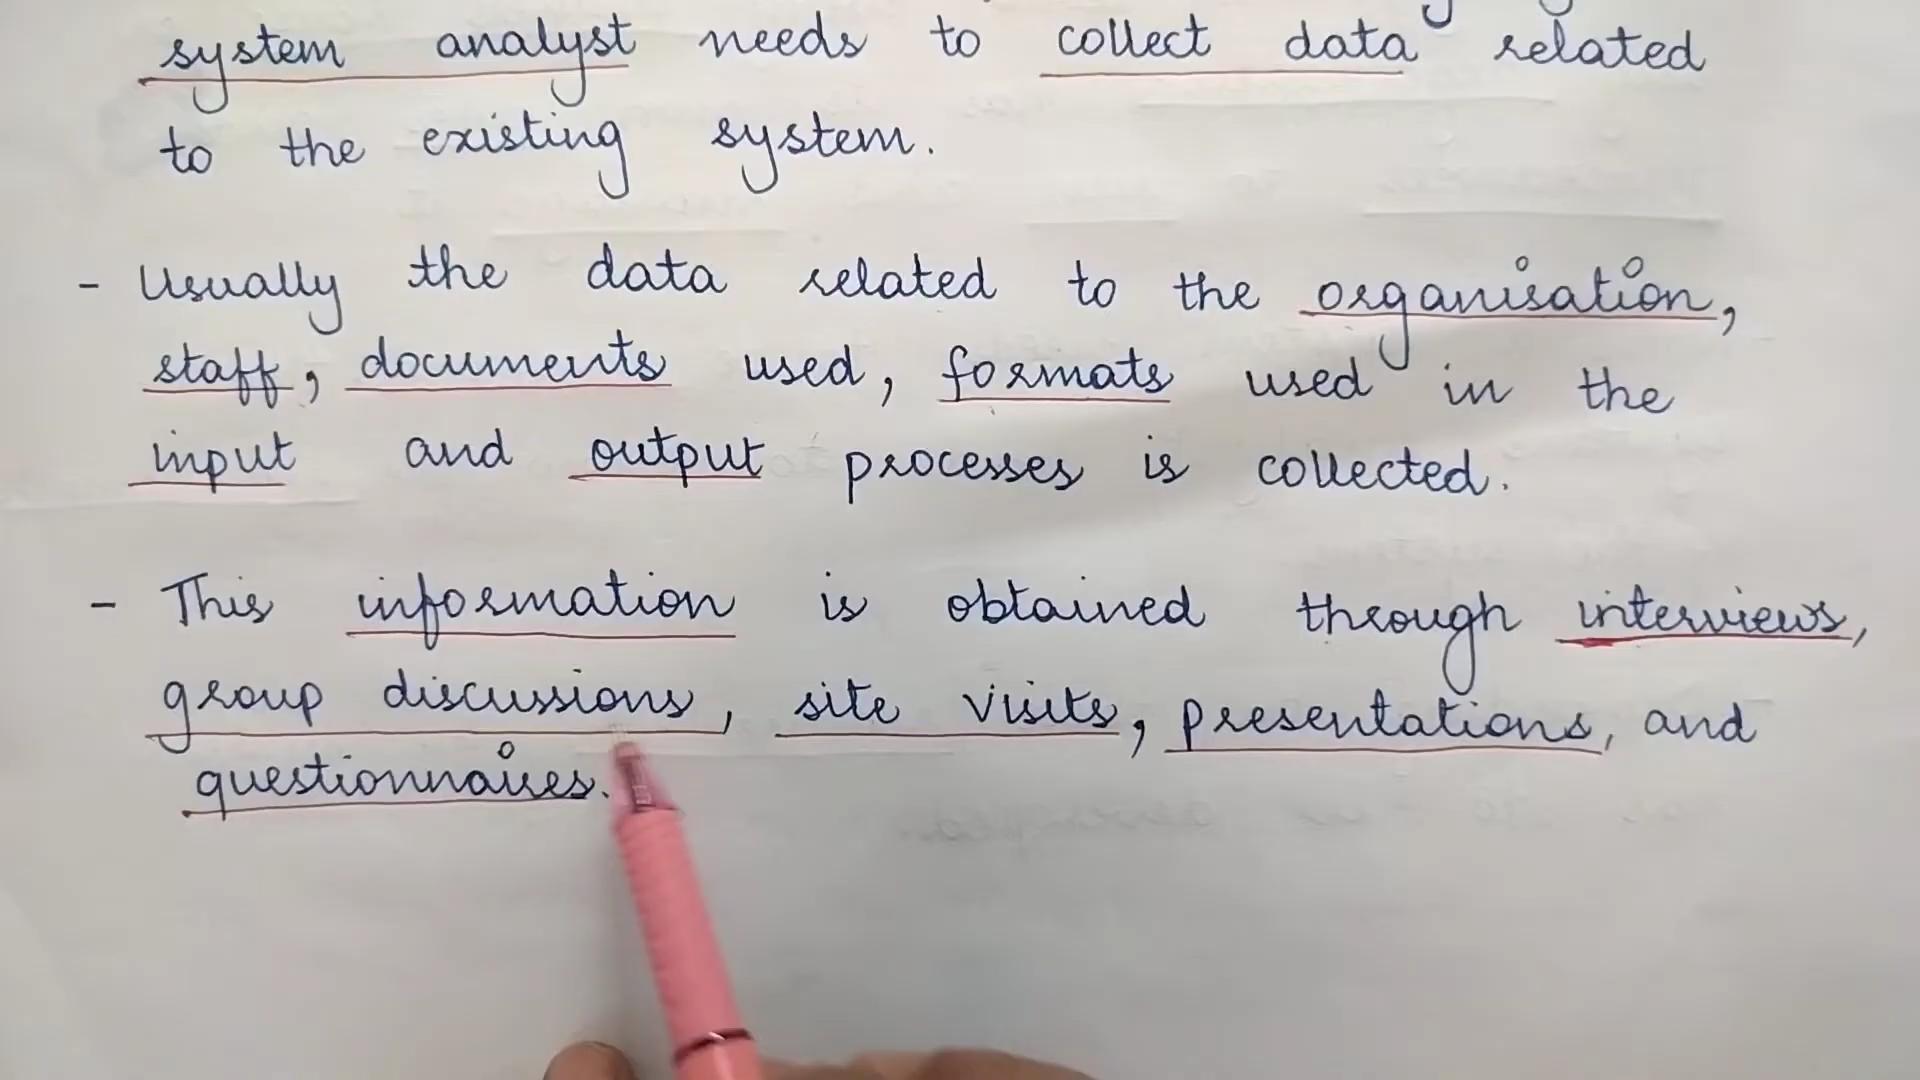 system analyst needs to collect data related
to the existing system.
- Usually the data related to the organisation,
staff, documents used, formats used in the
input and output processes is collected.
- This information is obtained through interviews,
group discussions, site visits, presentations, and
questionnaires.